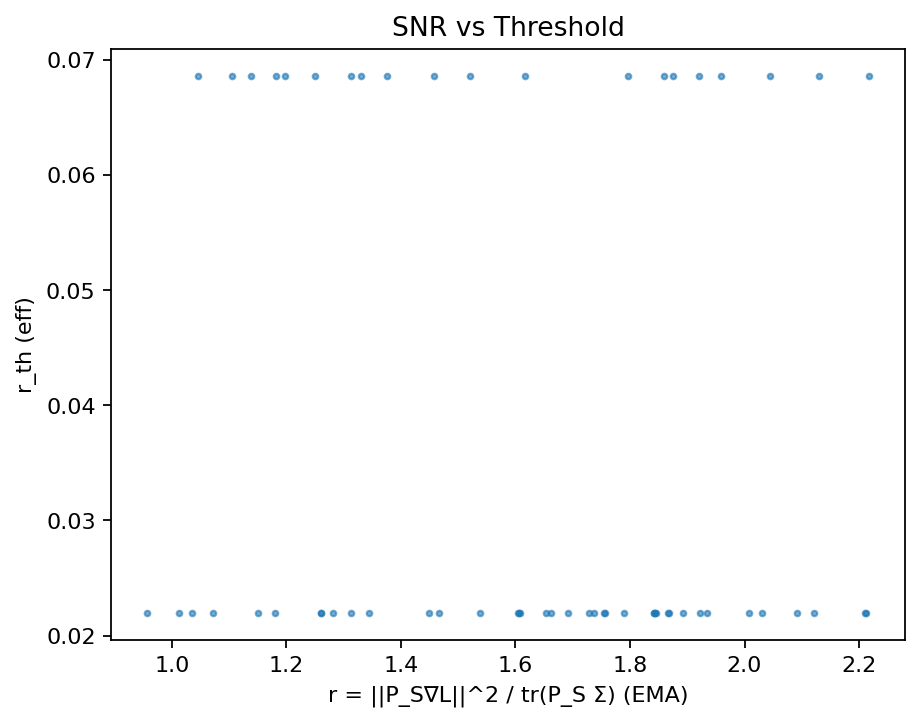 SNR vs Threshold
r_th (eff)
0.07
0.06
0.05
0.04
0.03
0.02
1.0 1.2 1.4 1.6 1.8 2.0 2.2
r = ||P_S∇L||^2 / tr(P_S Σ) (EMA)